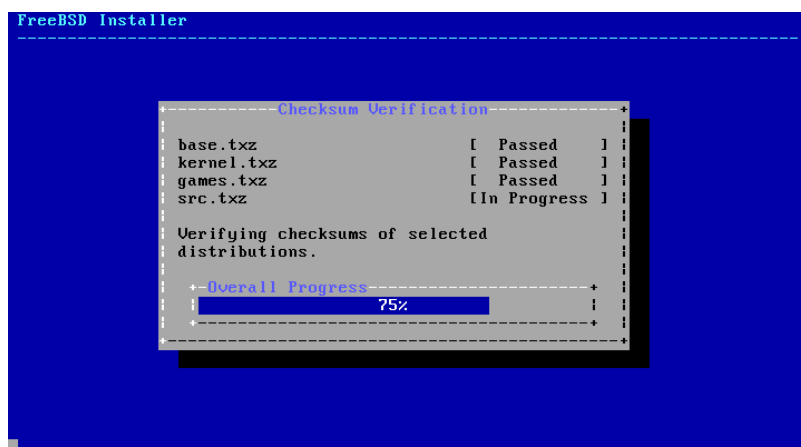 FreeBSD Installer
Checksum Verification
base.txz [ Passed ]
kernel.txz [ Passed ]
games.txz [ Passed ]
src.txz [In Progress ]
Verifying checksums of selected
distributions.
Overall Progress
75%